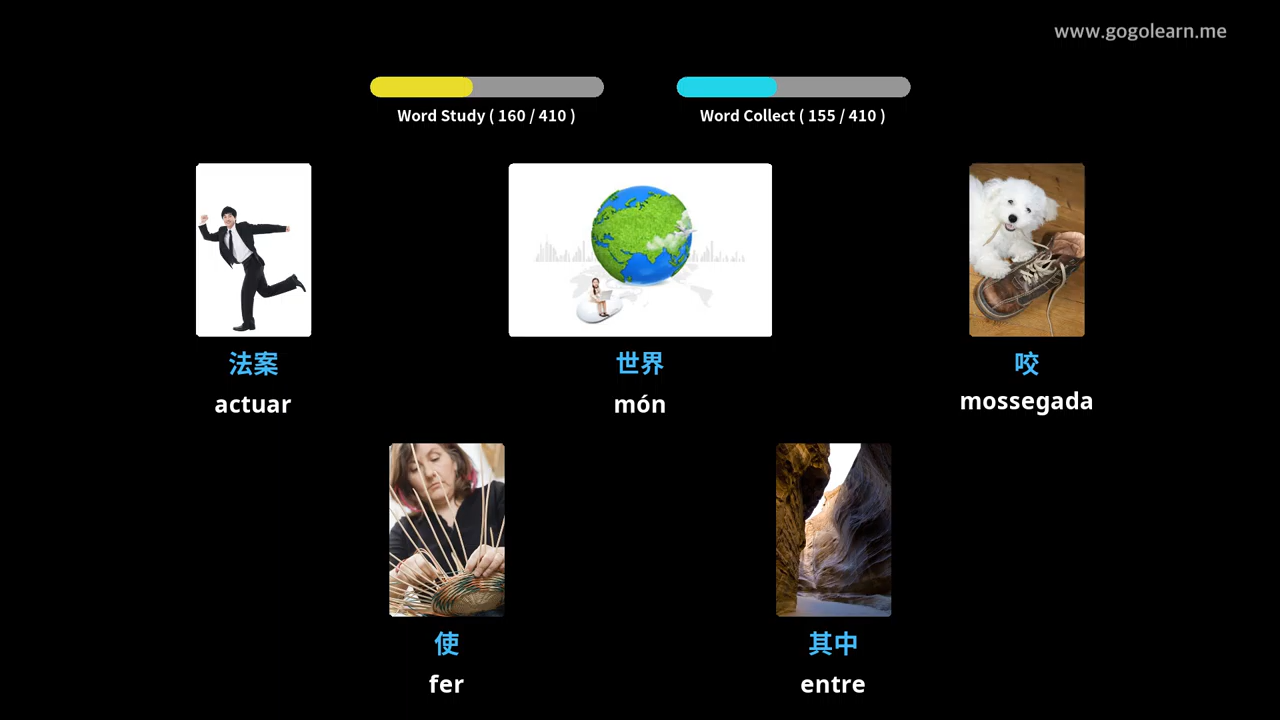 www.gogolearn.me
Word Study ( 160 / 410 )
Word Collect ( 155 / 410 )
法案
actuar
世界
món
咬
mossegada
使
fer
其中
entre